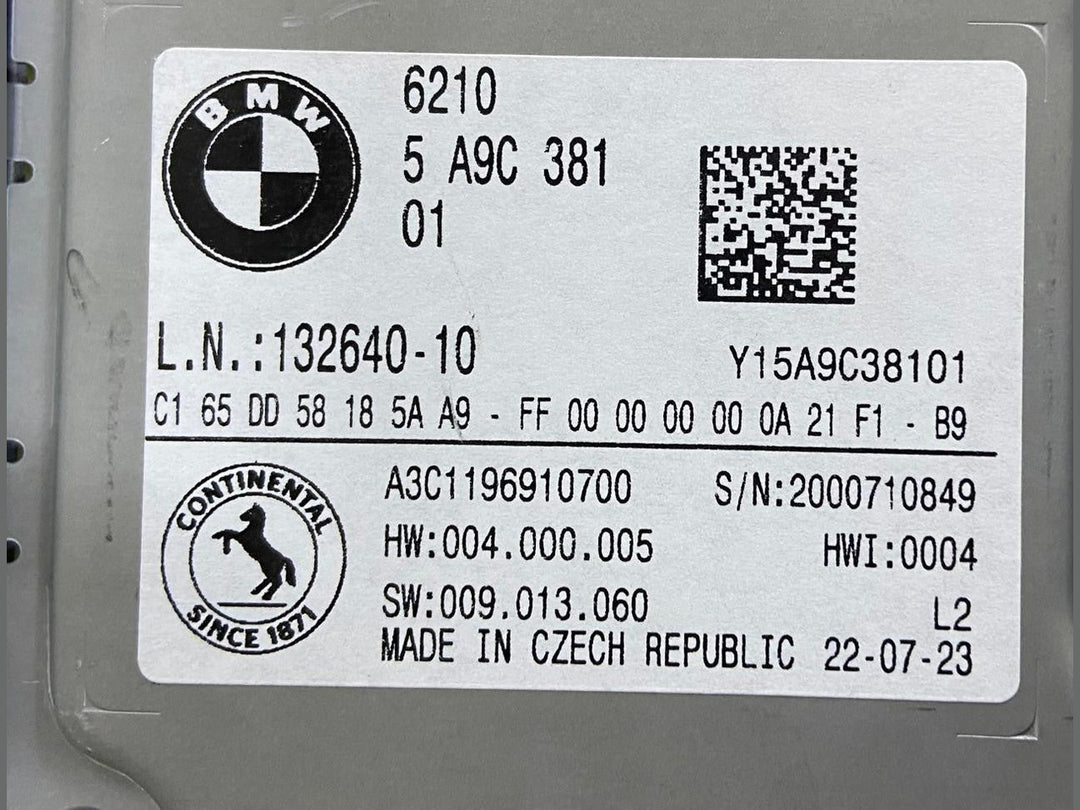 BMW
6210
5 A9C 381
01
L.N.:132640-10
Y15A9C38101
C1 65 DD 58 18 5A A9 - FF 00 00 00 00 0A 21 F1 - B9
CONTINENTAL
SINCE 1871
A3C1196910700 S/N:2000710849
HW:004.000.005 HWI:0004
SW:009.013.060 L2
MADE IN CZECH REPUBLIC 22-07-23